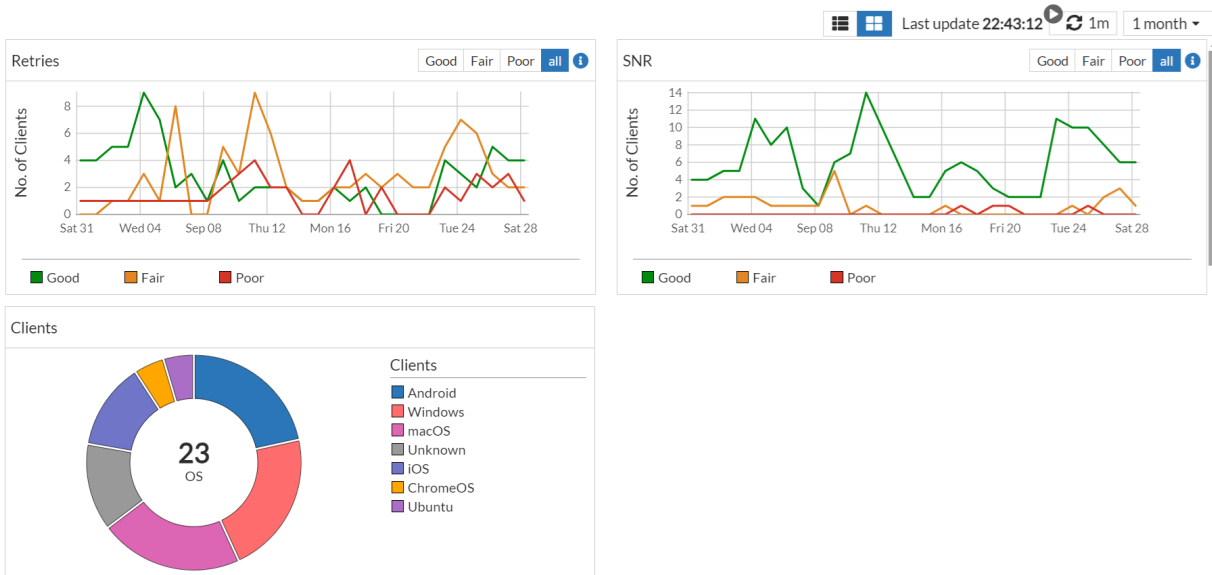 Last update 22:43:12 1m 1 month
Retries
Good Fair Poor all
No. of Clients
8
6
4
2
0
Sat 31 Wed 04 Sep 08 Thu 12 Mon 16 Fri 20 Tue 24 Sat 28
Good Fair Poor
SNR
Good Fair Poor all
No. of Clients
14
12
10
8
6
4
2
0
Sat 31 Wed 04 Sep 08 Thu 12 Mon 16 Fri 20 Tue 24 Sat 28
Good Fair Poor
Clients
23
OS
Clients
Android
Windows
macOS
Unknown
iOS
ChromeOS
Ubuntu